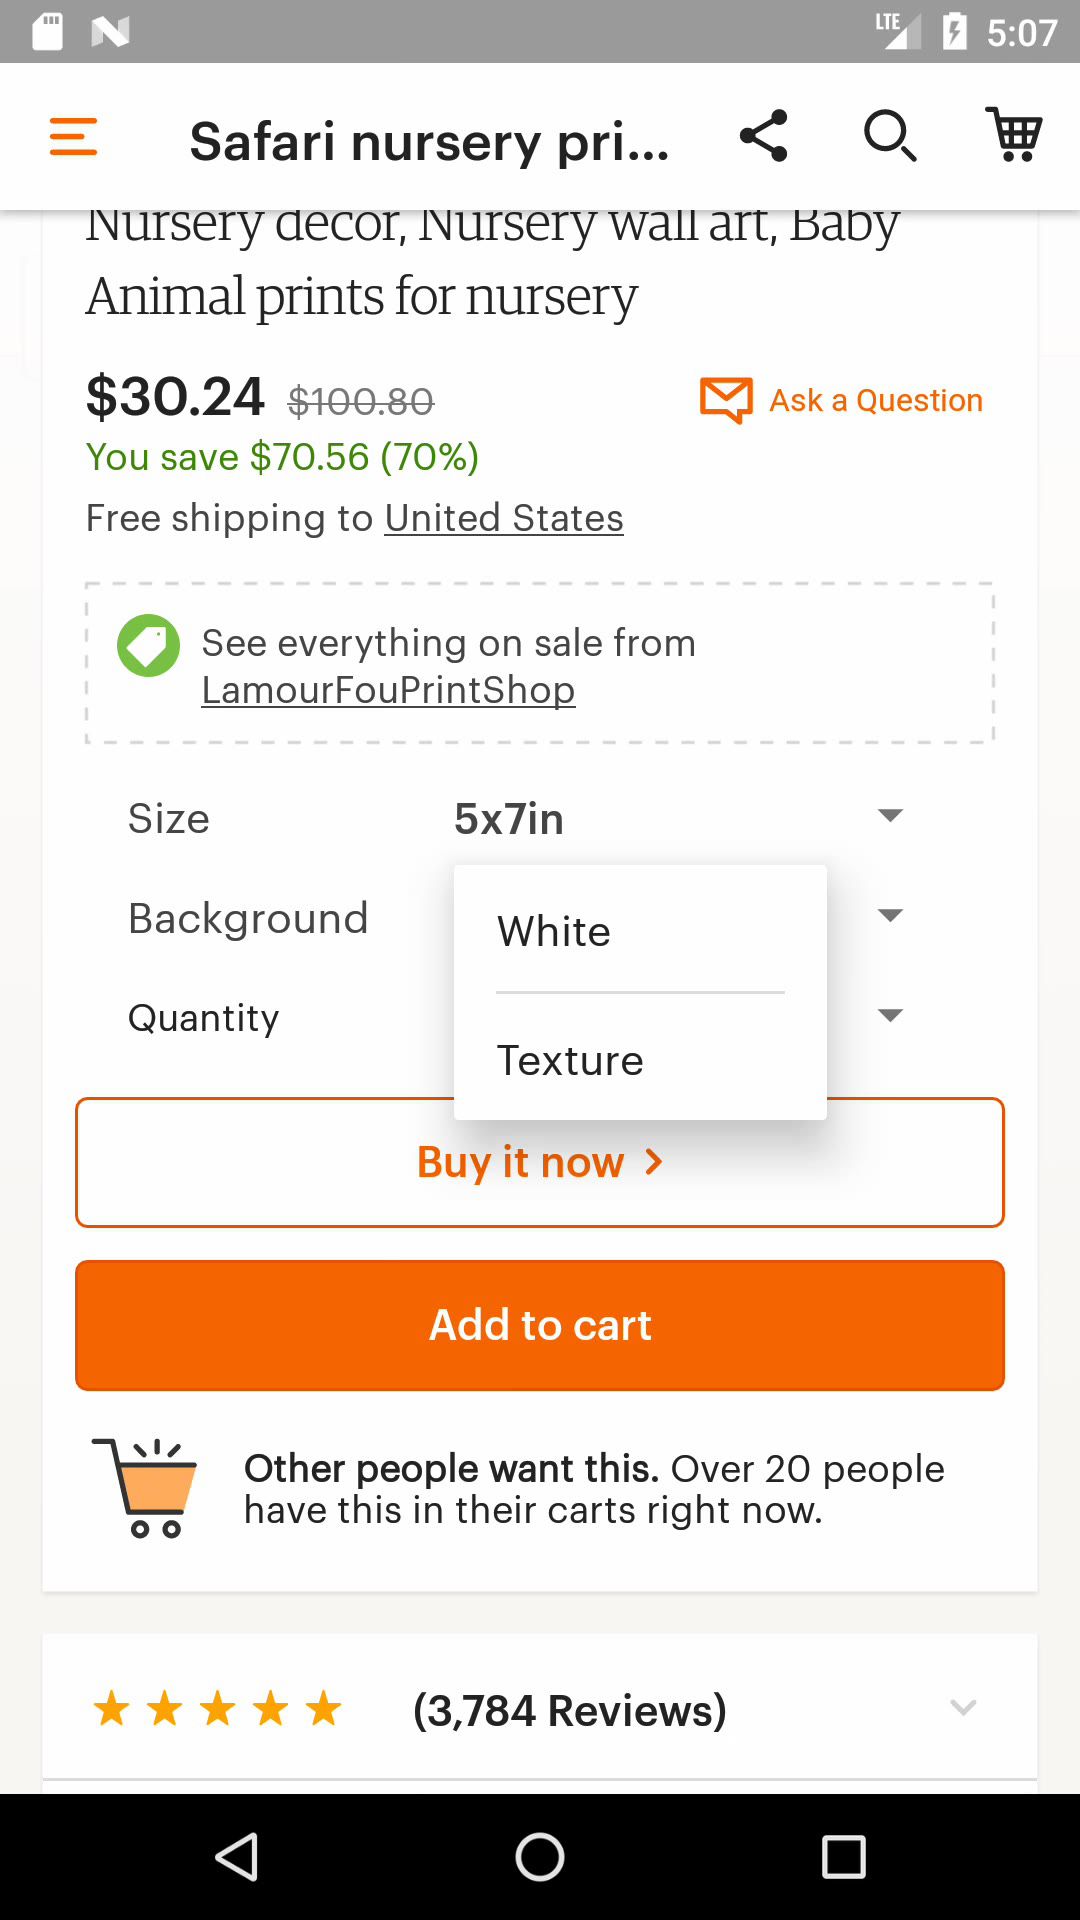 LTE 5:07
Safari nursery pri...
Nursery decor, Nursery wall art, Baby
Animal prints for nursery
$30.24 $100.80
Ask a Question
You save $70.56 (70%)
Free shipping to United States
See everything on sale from
LamourFouPrintShop
Size 5x7in
Background
White
Quantity
Texture
Buy it now
Add to cart
Other people want this. Over 20 people
have this in their carts right now.
(3,784 Reviews)